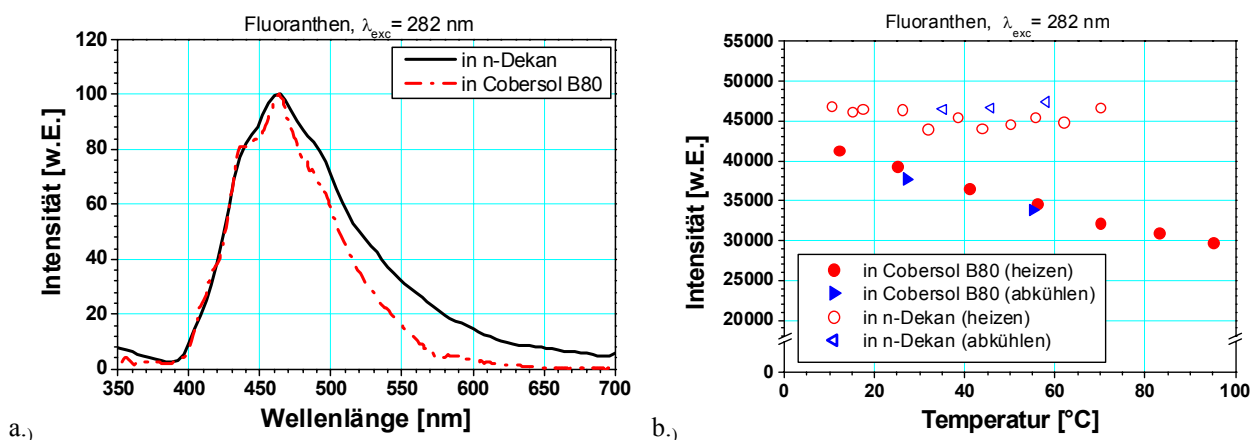 Fluoranthen, λexc = 282 nm
120
100
80
60
40
20
0
Intensität [w.E.]
in n-Dekan
in Cobersol B80
350 400 450 500 550 600 650 700
Wellenlänge [nm]
a.)
Fluoranthen, λexc = 282 nm
55000
50000
45000
40000
35000
30000
25000
20000
0
Intensität [w.E.]
in Cobersol B80 (heizen)
in Cobersol B80 (abkühlen)
in n-Dekan (heizen)
in n-Dekan (abkühlen)
0 20 40 60 80 100
Temperatur [°C]
b.)